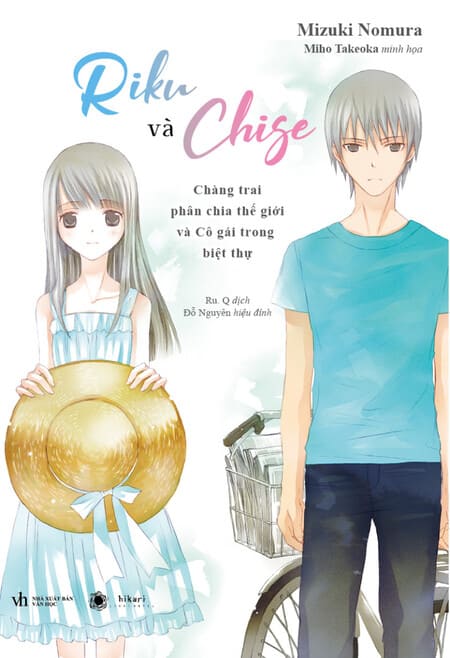 Mizuki Nomura
Miho Takeoka minh họa
Riku
và Chise
Chàng trai
phân chia thế giới
và Cô gái trong
biệt thự
Ru. Q dịch
Đỗ Nguyên hiệu đính
vh NHÀ XUẤT BẢN
VĂN HỌC
hikari